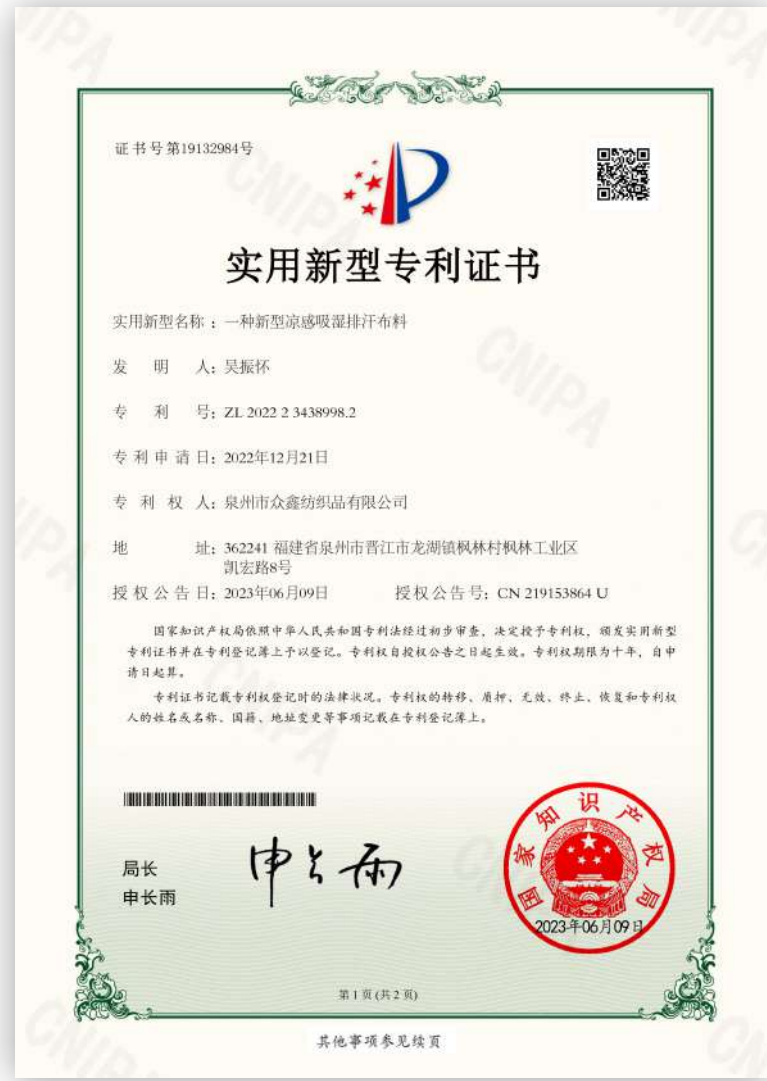 证书号第19132984号
实用新型专利证书
实用新型名称：一种新型凉感吸湿排汗布料
发明人：吴振怀
专利号：ZL 2022 2 3438998.2
专利申请日：2022年12月21日
专利权人：泉州市众鑫纺织品有限公司
地址：362241 福建省泉州市晋江市龙湖镇枫林村枫林工业区
凯宏路8号
授权公告日：2023年06月09日 授权公告号：CN 219153864 U
国家知识产权局依照中华人民共和国专利法经过初步审查，决定授予专利权，颁发实用新型
专利证书并在专利登记簿上予以登记。专利权自授权公告之日起生效。专利权期限为十年，自申
请日起算。
专利证书记载专利权登记时的法律状况。专利权的转移、质押、无效、终止、恢复和专利权
人的姓名或名称、国籍、地址变更等事项记载在专利登记簿上。
局长
申长雨
申长雨
国家知识产权局
2023年06月09日
第1页(共2页)
其他事项参见续页
CNIPA